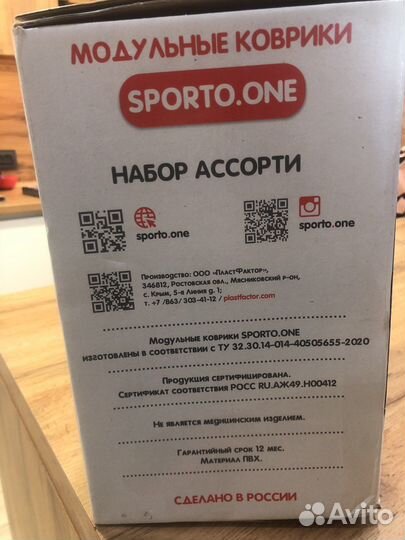 МОДУЛЬНЫЕ КОВРИКИ
SPORTO.ONE
НАБОР АССОРТИ
sporto.one
sporto.one
Производство: ООО «ПластФактор»,
346812, Ростовская обл., Мясниковский р-он,
с. Крым, 5-я Линия д. 1;
т. +7 /863/ 303-41-12 / plastfactor.com
Модульные коврики SPORTO.ONE
изготовлены в соответствии с ТУ 32.30.14-014-40505655-2020
Продукция сертифицирована.
Сертификат соответствия РОСС RU.АЖ49.Н00412
Не является медицинским изделием.
Гарантийный срок 12 мес.
Материал ПВХ.
СДЕЛАНО В РОССИИ
Avito